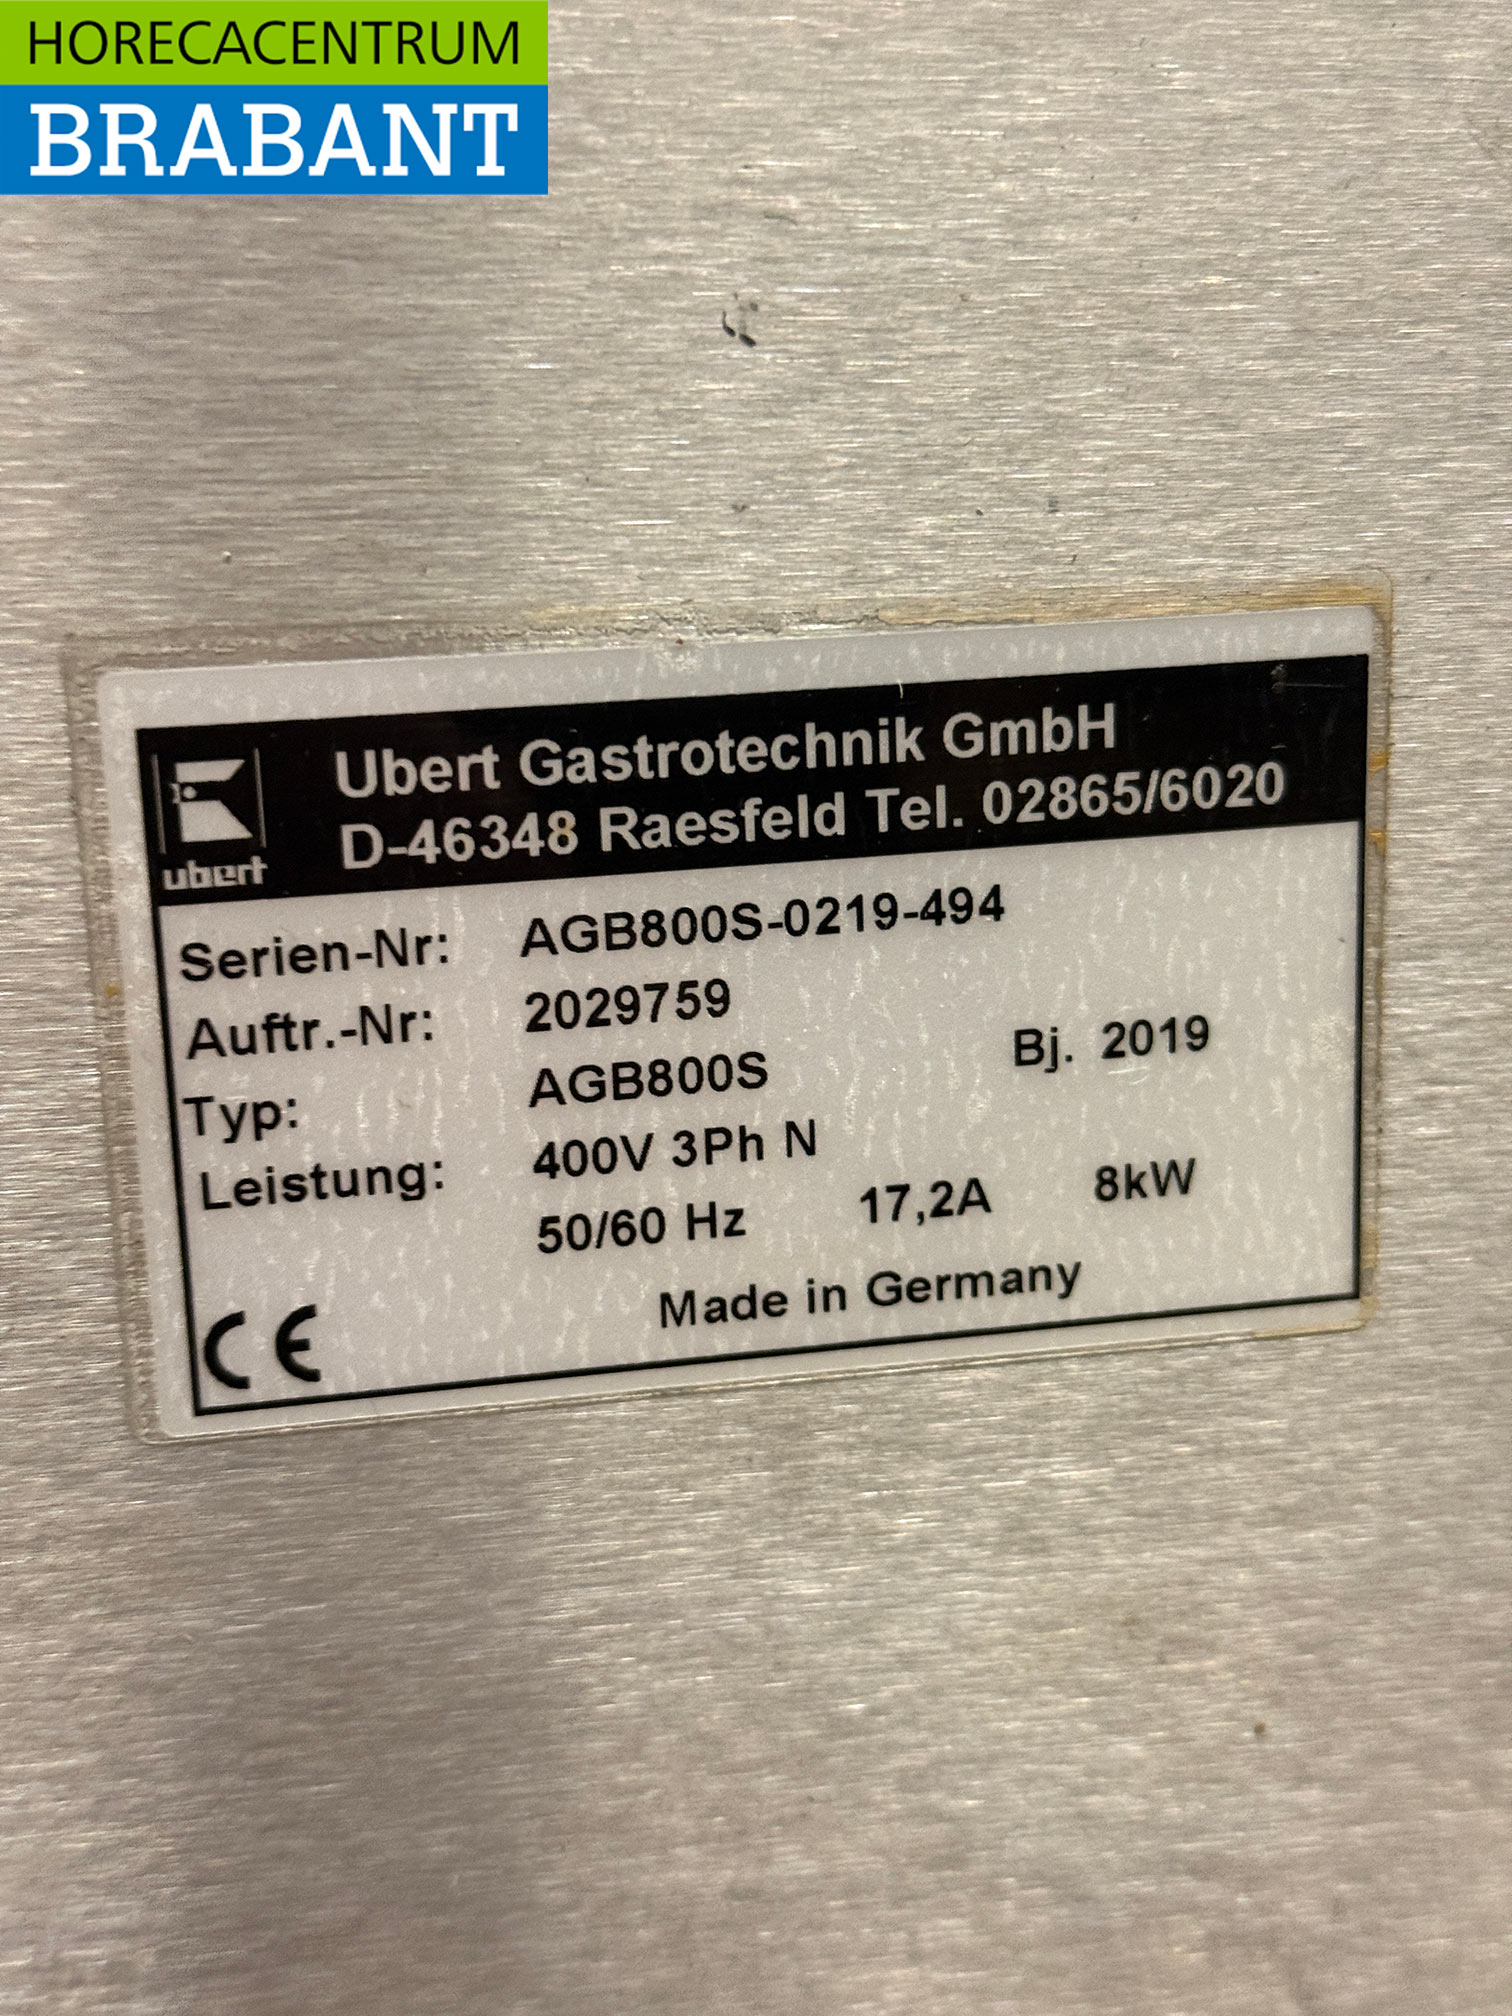 HORECACENTRUM
BRABANT
ubert
Ubert Gastrotechnik GmbH
D-46348 Raesfeld Tel. 02865/6020
Serien-Nr: AGB800S-0219-494
Auftr.-Nr: 2029759
Typ: AGB800S Bj. 2019
Leistung: 400V 3Ph N
50/60 Hz 17,2A 8kW
Made in Germany
CE